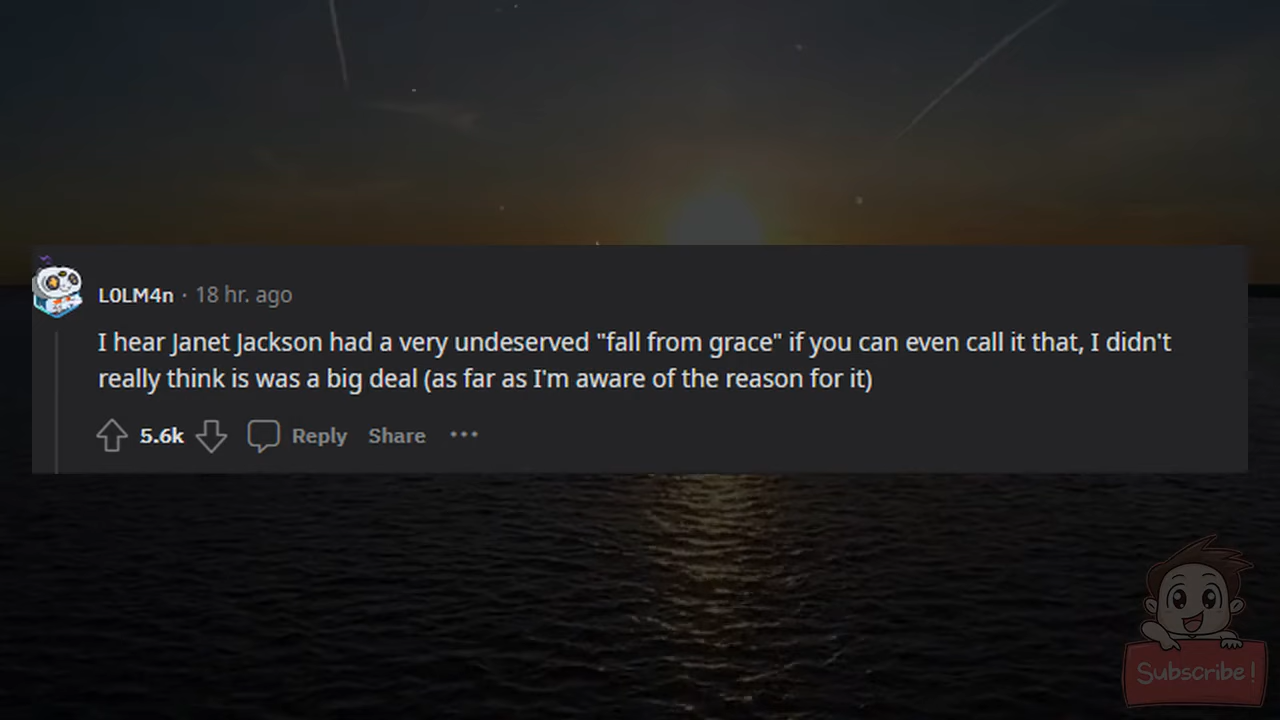 L0LM4n · 18 hr. ago
I hear Janet Jackson had a very undeserved "fall from grace" if you can even call it that, I didn't
really think is was a big deal (as far as I'm aware of the reason for it)
5.6k Reply Share •••
Subscribe!